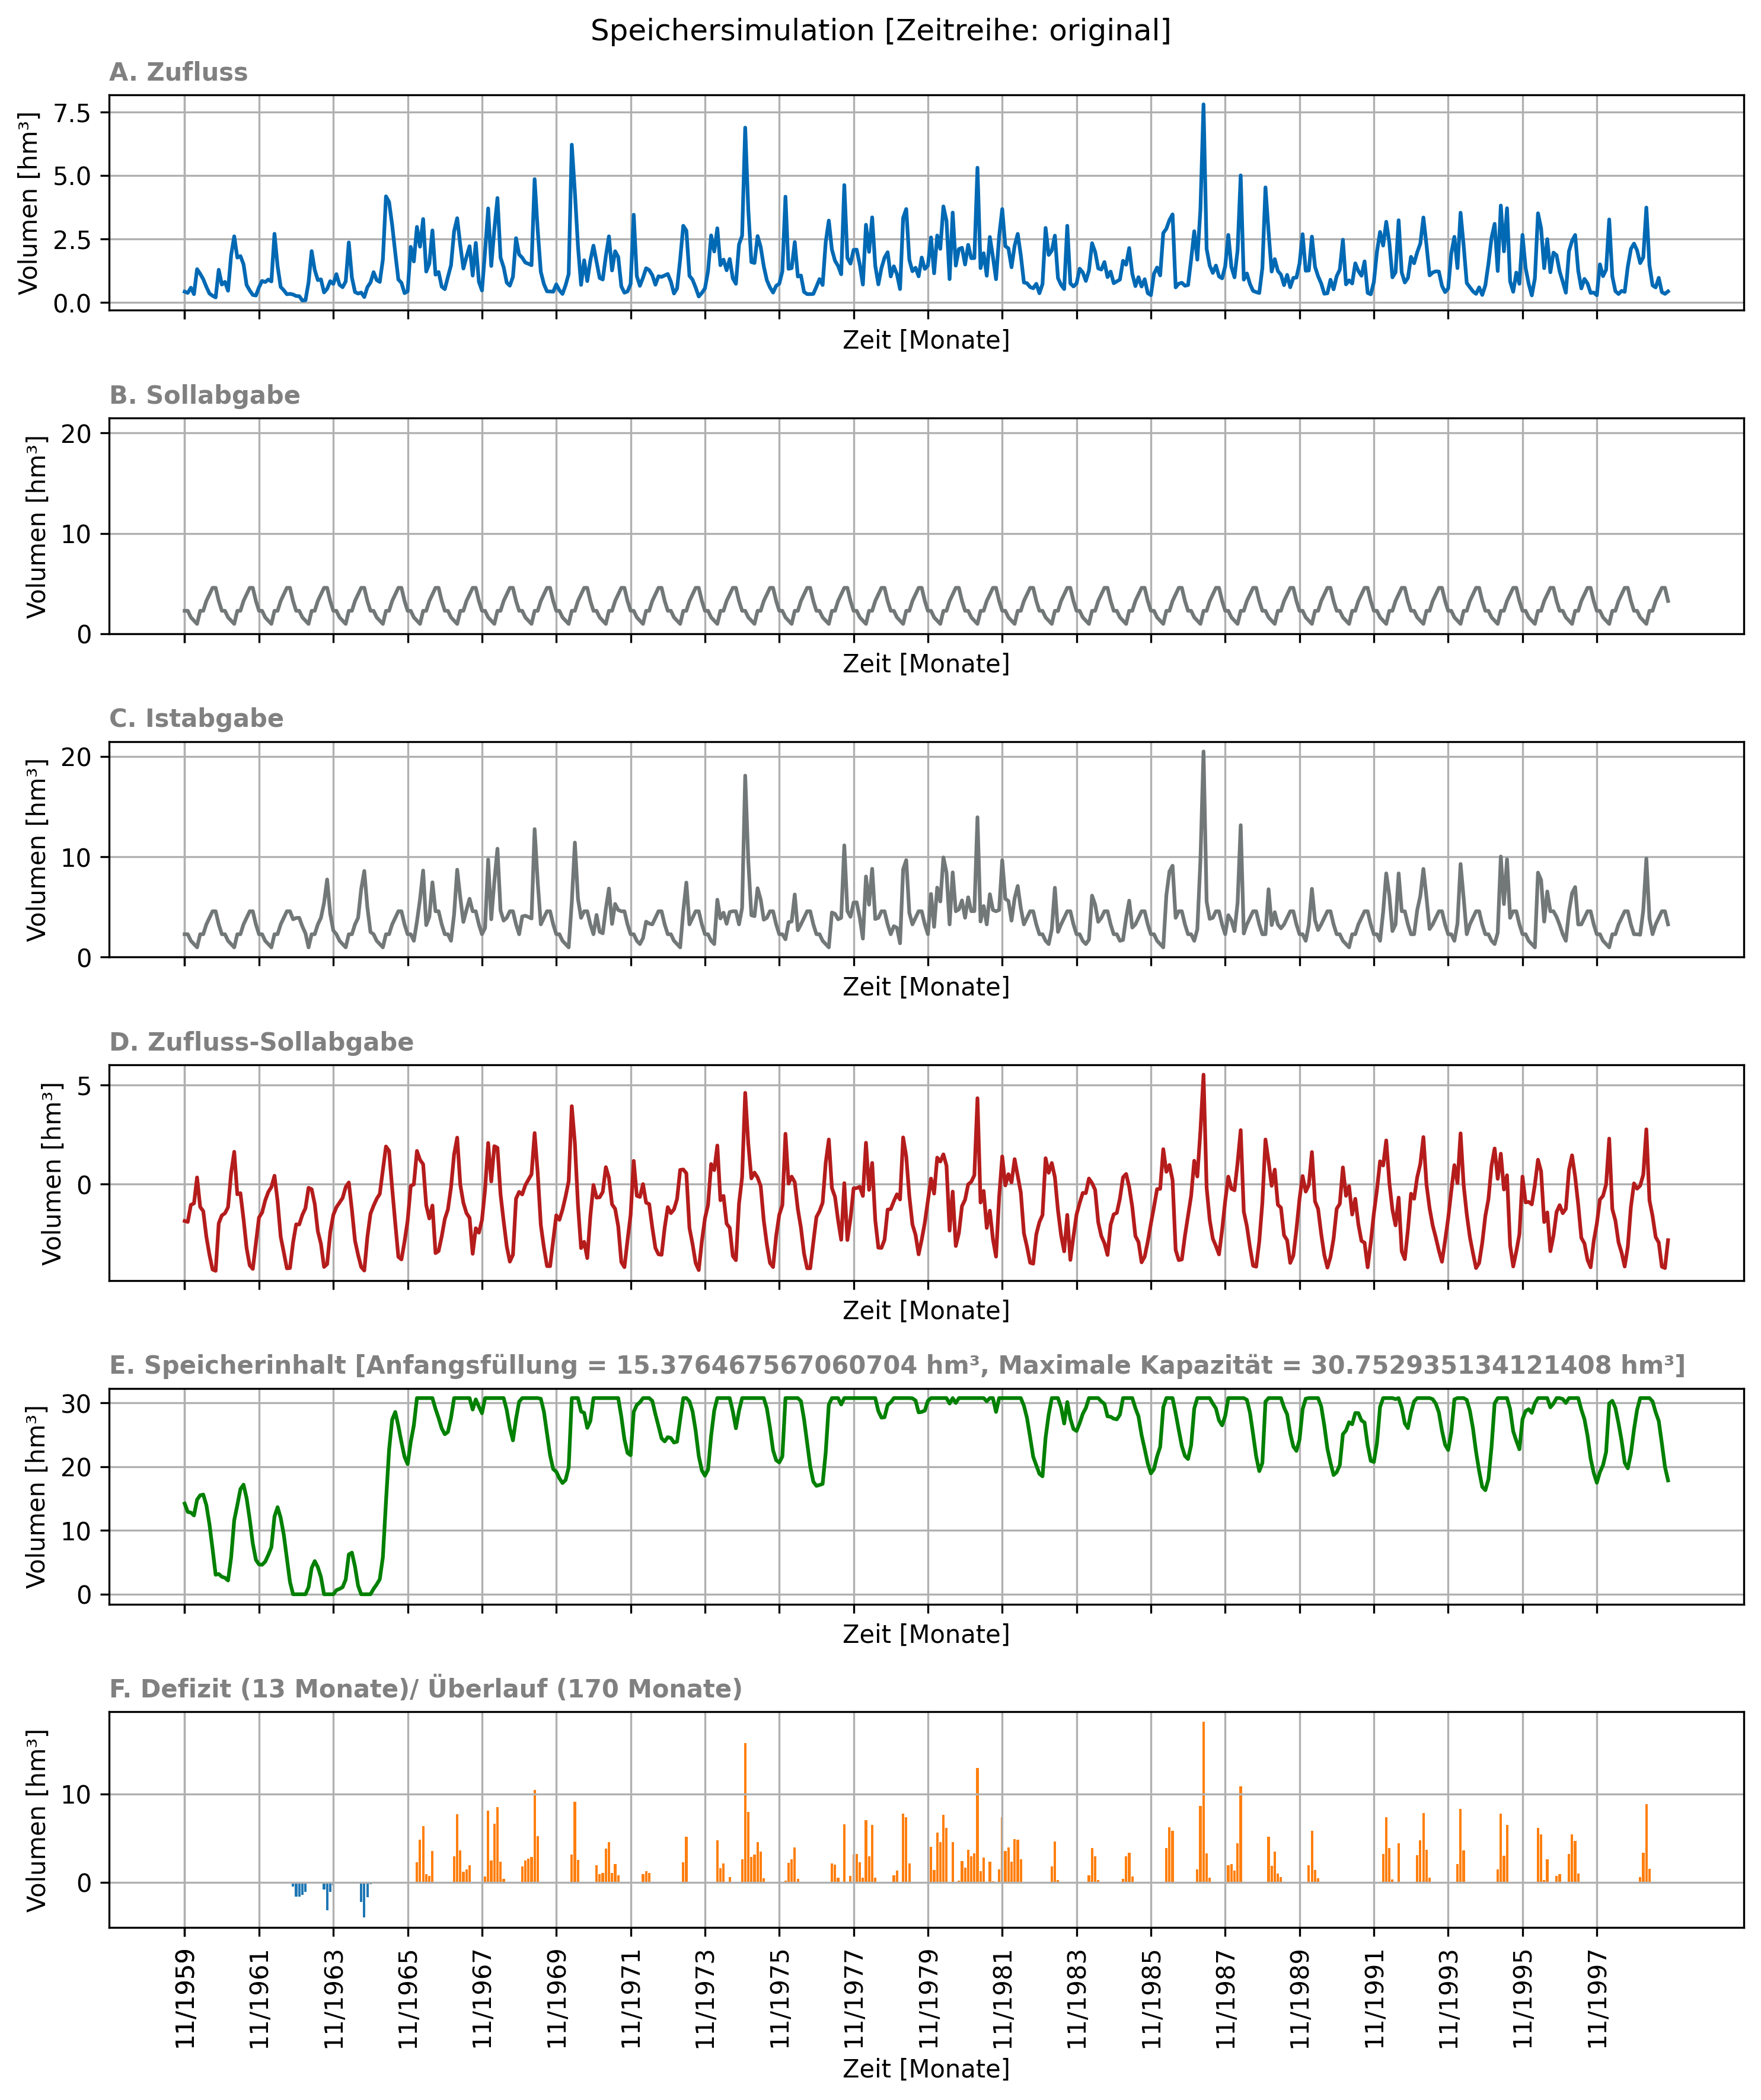 Speichersimulation [Zeitreihe: original]
A. Zufluss
Volumen [hm³]
7.5
5.0
2.5
0.0
Zeit [Monate]
B. Sollabgabe
Volumen [hm³]
20
10
0
Zeit [Monate]
C. Istabgabe
Volumen [hm³]
20
10
0
Zeit [Monate]
D. Zufluss-Sollabgabe
Volumen [hm³]
5
0
Zeit [Monate]
E. Speicherinhalt [Anfangsfüllung = 15.376467567060704 hm³, Maximale Kapazität = 30.752935134121408 hm³]
Volumen [hm³]
30
20
10
0
Zeit [Monate]
F. Defizit (13 Monate)/ Überlauf (170 Monate)
Volumen [hm³]
10
0
11/1959
11/1961
11/1963
11/1965
11/1967
11/1969
11/1971
11/1973
11/1975
11/1977
11/1979
11/1981
11/1983
11/1985
11/1987
11/1989
11/1991
11/1993
11/1995
11/1997
Zeit [Monate]